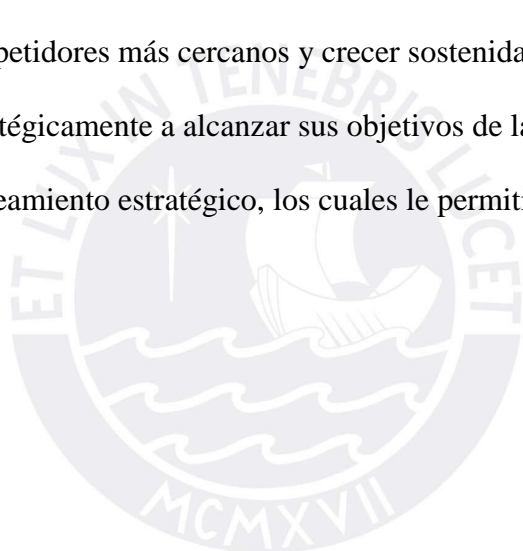 petidores más cercanos y crecer sostenida
tégicamente a alcanzar sus objetivos de la
eamiento estratégico, los cuales le permiti
ET LUX IN TENEBRIS LUCET
MCMXVII